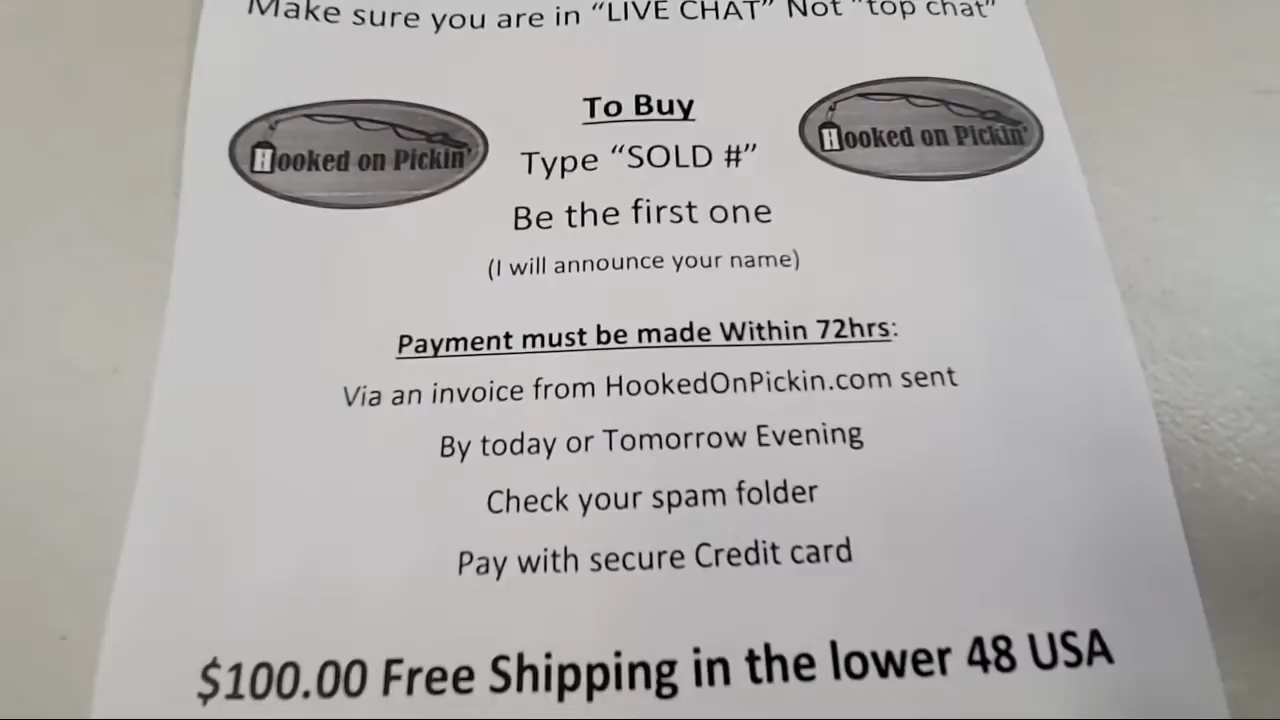 Make sure you are in “LIVE CHAT” Not “top chat”
To Buy
Hooked on Pickin'
Hooked on Pickin'
Type “SOLD #”
Be the first one
(I will announce your name)
Payment must be made Within 72hrs:
Via an invoice from HookedOnPickin.com sent
By today or Tomorrow Evening
Check your spam folder
Pay with secure Credit card
$100.00 Free Shipping in the lower 48 USA